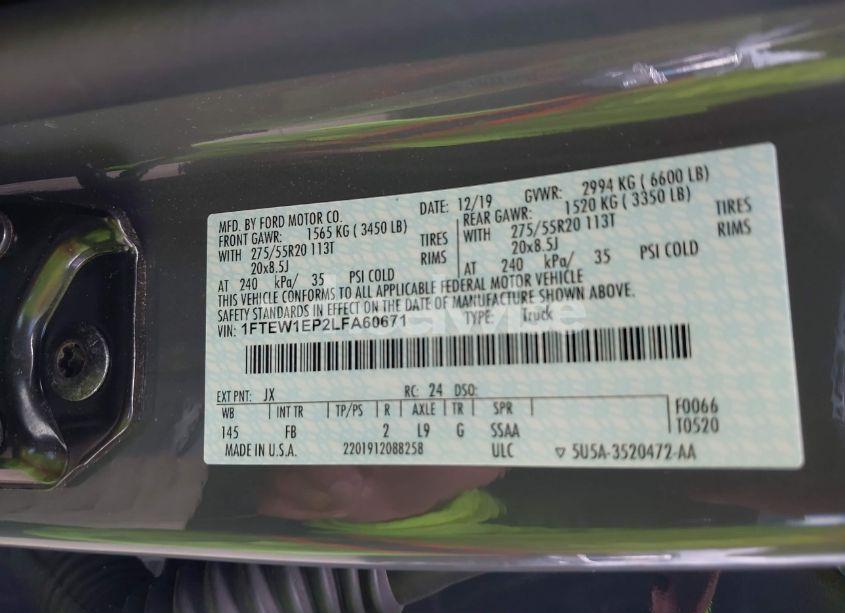 MFD. BY FORD MOTOR CO. DATE: 12/19 GVWR: 2994 KG ( 6600 LB)
FRONT GAWR: 1565 KG ( 3450 LB) REAR GAWR: 1520 KG ( 3350 LB)
WITH 275/55R20 113T TIRES WITH 275/55R20 113T TIRES
20x8.5J RIMS 20x8.5J RIMS
AT 240 kPa/ 35 PSI COLD AT 240 kPa/ 35 PSI COLD
THIS VEHICLE CONFORMS TO ALL APPLICABLE FEDERAL MOTOR VEHICLE
SAFETY STANDARDS IN EFFECT ON THE DATE OF MANUFACTURE SHOWN ABOVE.
VIN: 1FTEW1EP2LFA60671 TYPE: Truck
EXT PNT: JX RC: 24 DSO:
WB INT TR TP/PS R AXLE TR SPR F0066
145 FB 2 L9 G SSAA T0520
MADE IN U.S.A. 2201912088258 ULC ▽ 5U5A-3520472-AA